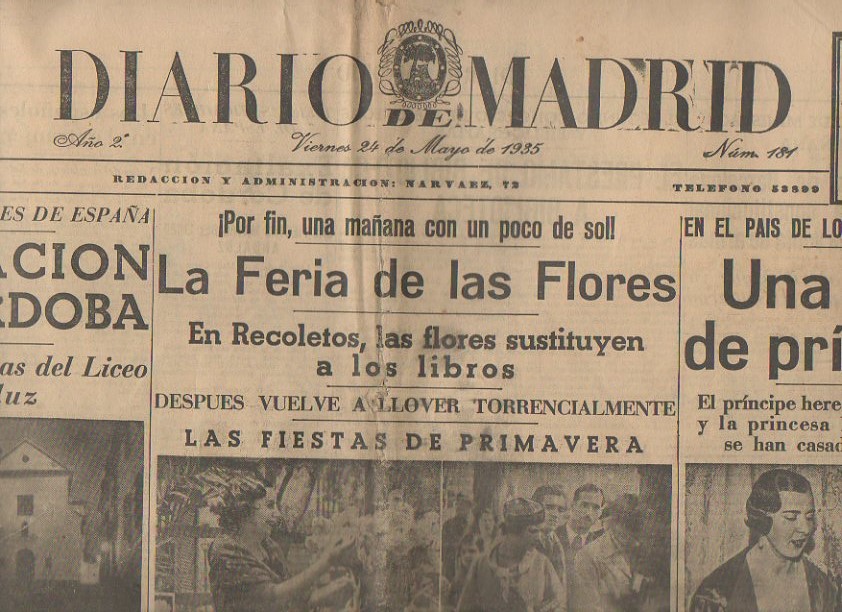 DIARIO DE MADRID
Año 2º
Viernes 24 de Mayo de 1935
Núm. 181
REDACCION Y ADMINISTRACION: NARVAEZ, 72
TELEFONO 53899
ES DE ESPAÑA
ACION
RDOBA
as del Liceo
luz
¡Por fin, una mañana con un poco de sol!
La Feria de las Flores
En Recoletos, las flores sustituyen
a los libros
DESPUES VUELVE A LLOVER TORRENCIALMENTE
LAS FIESTAS DE PRIMAVERA
EN EL PAIS DE LO
Una
de prí
El príncipe here
y la princesa
se han casad